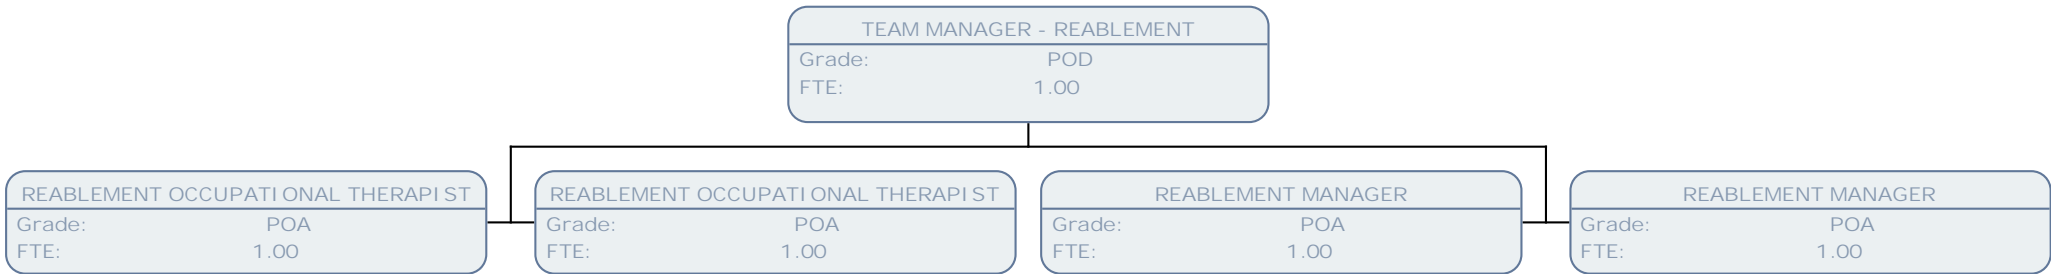 TEAM MANAGER - REABLEMENT
Grade: POD
FTE: 1.00
REABLEMENT OCCUPATIONAL THERAPIST
Grade: POA
FTE: 1.00
REABLEMENT OCCUPATIONAL THERAPIST
Grade: POA
FTE: 1.00
REABLEMENT MANAGER
Grade: POA
FTE: 1.00
REABLEMENT MANAGER
Grade: POA
FTE: 1.00